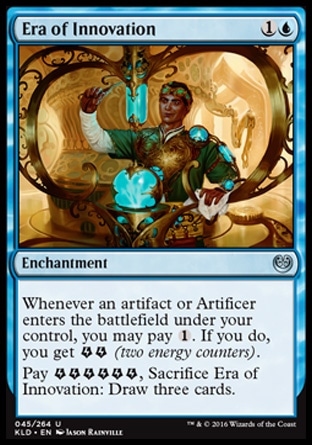 Era of Innovation 1
Enchantment
Whenever an artifact or Artificer
enters the battlefield under your
control, you may pay 1. If you do,
you get (two energy counters).
Pay , Sacrifice Era of
Innovation: Draw three cards.
045/264 U
KLD • EN Jason Rainville ™ & © 2016 Wizards of the Coast